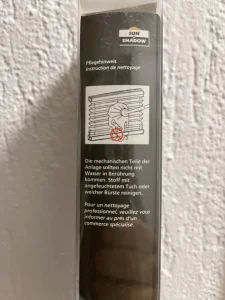 SUN
SHADOW
Pflegehinweis
Instruction de nettoyage
Die mechanischen Teile der
Anlage sollten nicht mit
Wasser in Berührung
kommen. Stoff mit
angefeuchtetem Tuch oder
weicher Bürste reinigen.
Pour un nettoyage
professionnel, veuillez vous
informer au près d'un
commerce spécialisé.